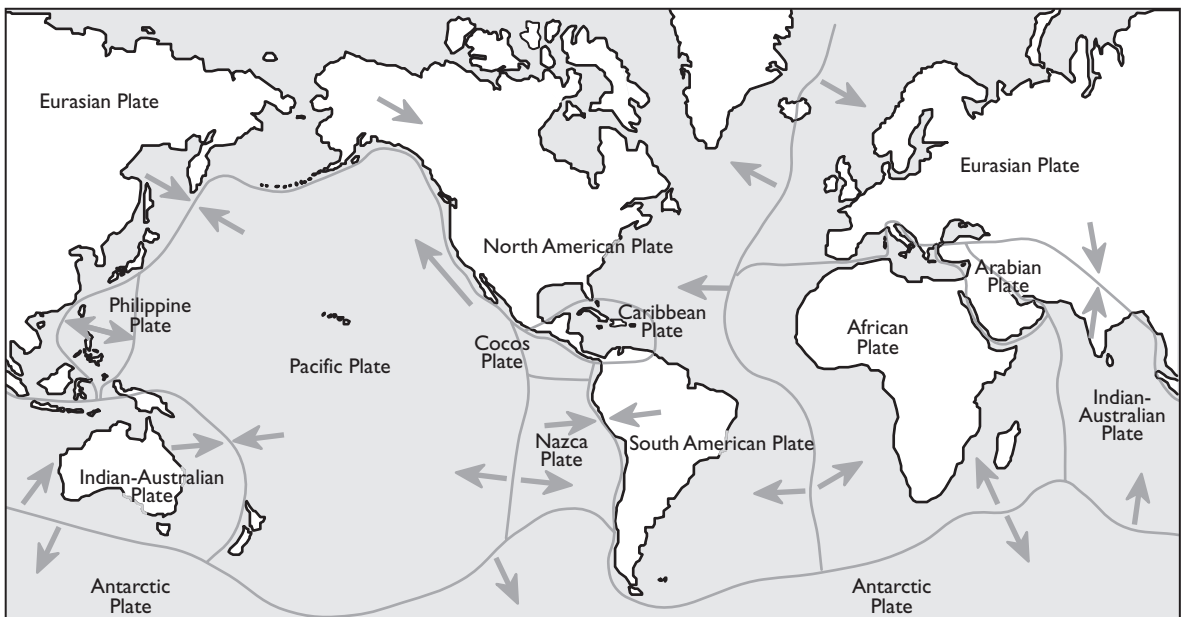 Eurasian Plate
Eurasian Plate
North American Plate
Arabian
Plate
Philippine
Plate
Caribbean
Plate
African
Plate
Cocos
Plate
Pacific Plate
Indian-
Australian
Plate
Nazca
Plate
South American Plate
Indian-Australian
Plate
Antarctic
Plate
Antarctic
Plate